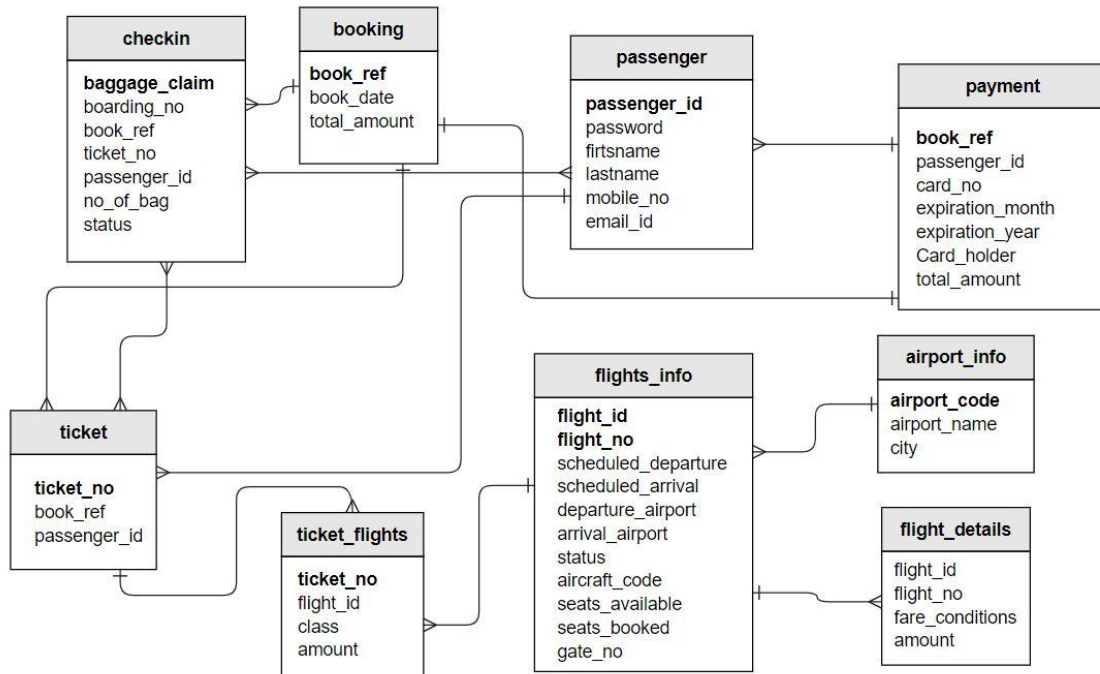 checkin
baggage_claim
boarding_no
book_ref
ticket_no
passenger_id
no_of_bag
status
booking
book_ref
book_date
total_amount
passenger
passenger_id
password
firtsname
lastname
mobile_no
email_id
payment
book_ref
passenger_id
card_no
expiration_month
expiration_year
Card_holder
total_amount
ticket
ticket_no
book_ref
passenger_id
ticket_flights
ticket_no
flight_id
class
amount
flights_info
flight_id
flight_no
scheduled_departure
scheduled_arrival
departure_airport
arrival_airport
status
aircraft_code
seats_available
seats_booked
gate_no
airport_info
airport_code
airport_name
city
flight_details
flight_id
flight_no
fare_conditions
amount